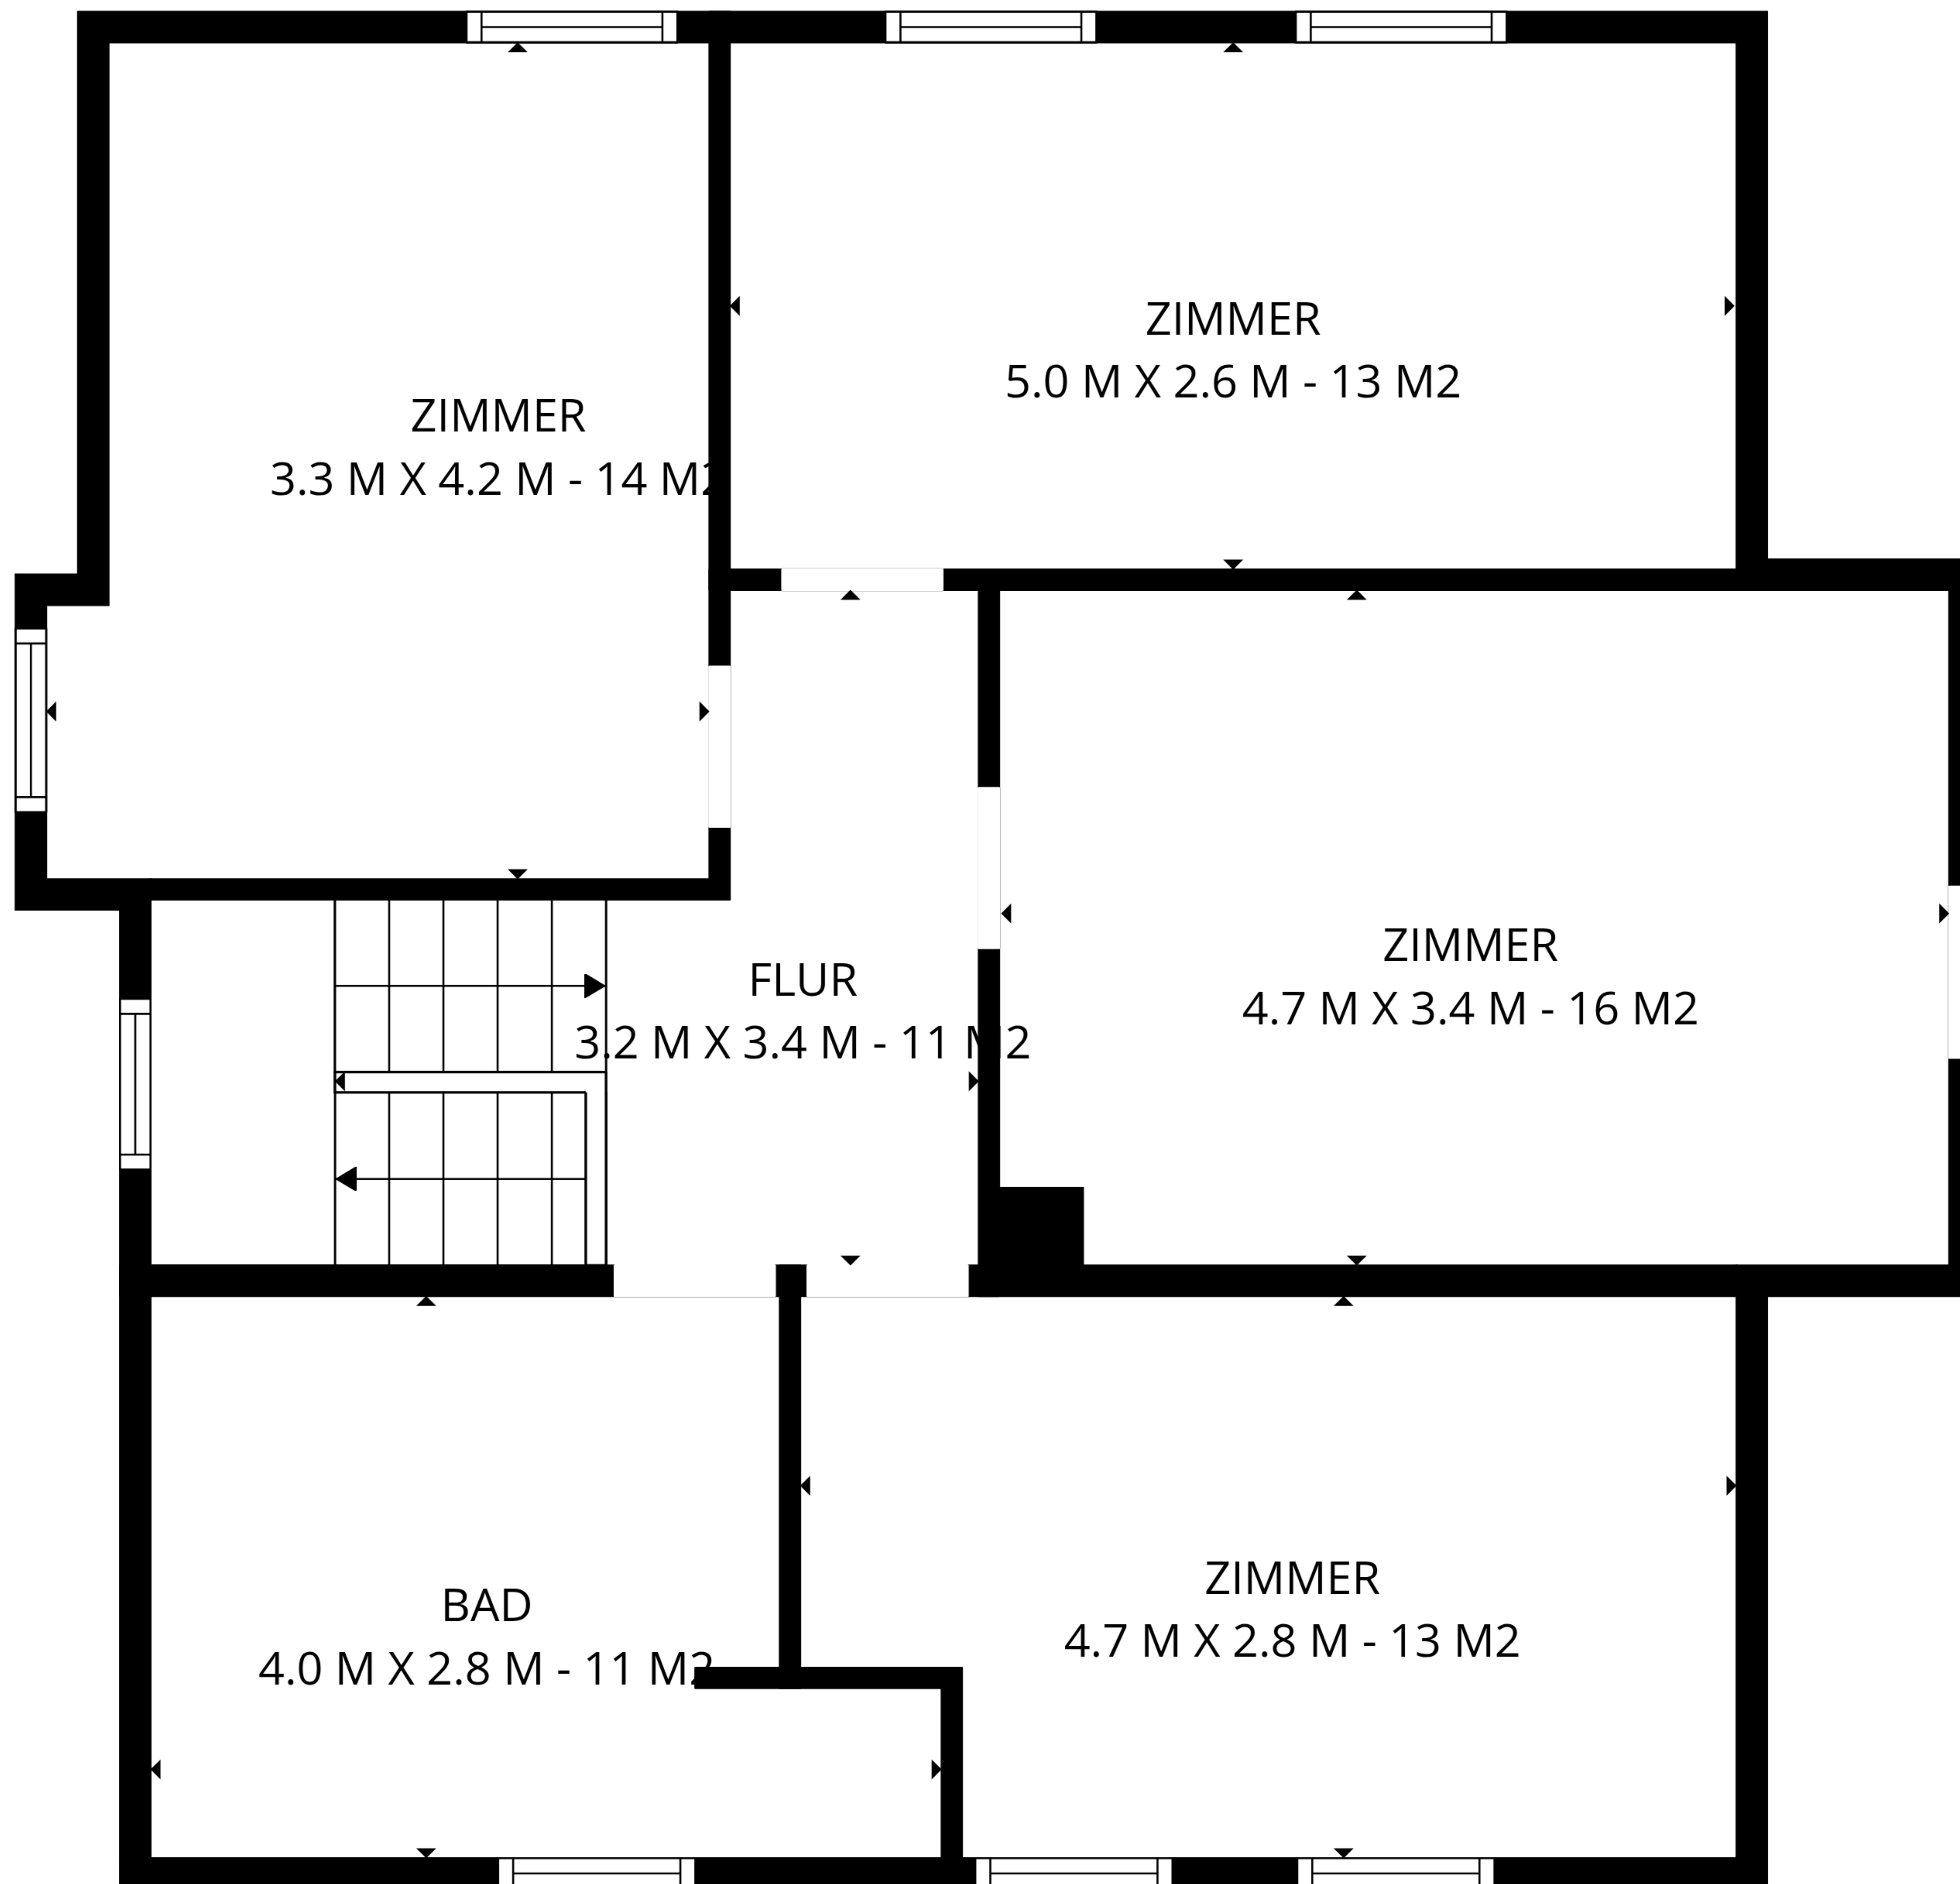 ZIMMER
5.0 M X 2.6 M - 13 M2
ZIMMER
3.3 M X 4.2 M - 14 M2
ZIMMER
4.7 M X 3.4 M - 16 M2
FLUR
3.2 M X 3.4 M - 11 M2
ZIMMER
4.7 M X 2.8 M - 13 M2
BAD
4.0 M X 2.8 M - 11 M2